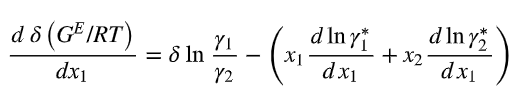 d δ (G^E/RT) / dx₁ = δ ln γ₁/γ₂ − ( x₁ d ln γ₁*/dx₁ + x₂ d ln γ₂*/dx₁ )